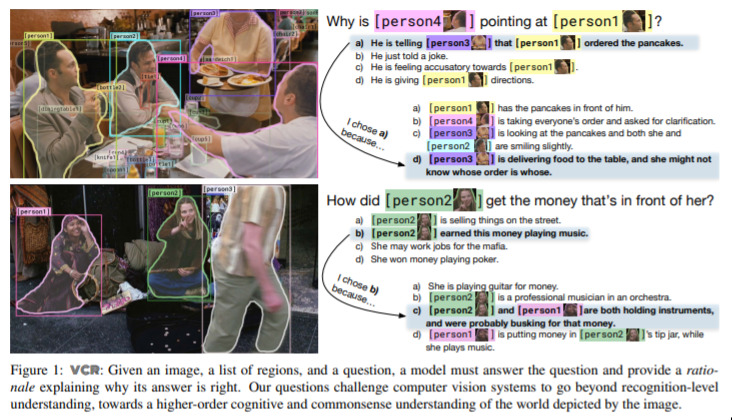 [person1]
[person2]
[person3]
[person4]
[tie1]
[bottle2]
[diningtable1]
[cup5]
[knife1]
Why is [person4] pointing at [person1]?
a) He is telling [person3] that [person1] ordered the pancakes.
b) He just told a joke.
c) He is feeling accusatory towards [person1].
d) He is giving [person1] directions.
I chose a)
because...
a) [person1] has the pancakes in front of him.
b) [person4] is taking everyone's order and asked for clarification.
c) [person3] is looking at the pancakes and both she and
[person2] are smiling slightly.
d) [person3] is delivering food to the table, and she might not
know whose order is whose.
[person1]
[person2]
[person3]
How did [person2] get the money that's in front of her?
a) [person2] is selling things on the street.
b) [person2] earned this money playing music.
c) She may work jobs for the mafia.
d) She won money playing poker.
I chose b)
because...
a) She is playing guitar for money.
b) [person2] is a professional musician in an orchestra.
c) [person2] and [person1] are both holding instruments,
and were probably busking for that money.
d) [person1] is putting money in [person2]'s tip jar, while
she plays music.
Figure 1: VCR: Given an image, a list of regions, and a question, a model must answer the question and provide a ratio-
nale explaining why its answer is right. Our questions challenge computer vision systems to go beyond recognition-level
understanding, towards a higher-order cognitive and commonsense understanding of the world depicted by the image.